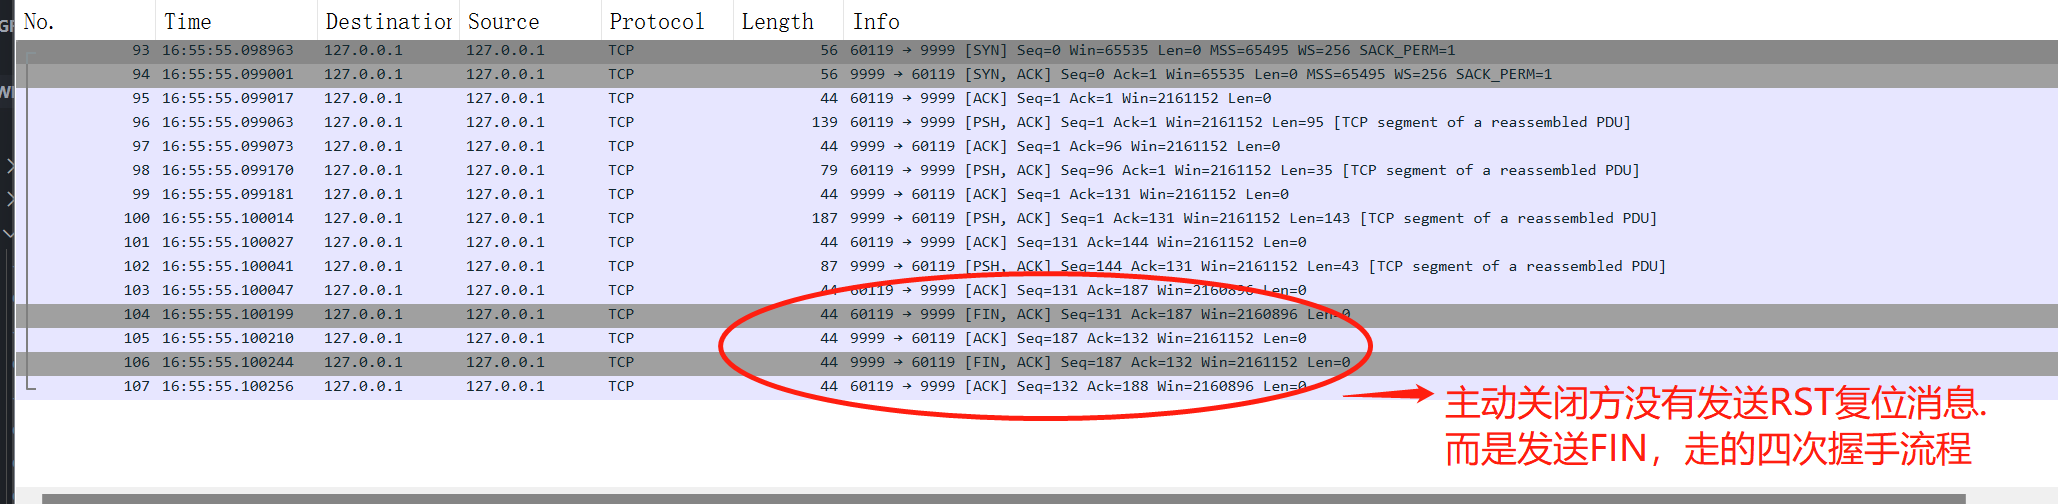 No. Time Destination Source Protocol Length Info
93 16:55:55.098963 127.0.0.1 127.0.0.1 TCP 56 60119 → 9999 [SYN] Seq=0 Win=65535 Len=0 MSS=65495 WS=256 SACK_PERM=1
94 16:55:55.099001 127.0.0.1 127.0.0.1 TCP 56 9999 → 60119 [SYN, ACK] Seq=0 Ack=1 Win=65535 Len=0 MSS=65495 WS=256 SACK_PERM=1
95 16:55:55.099017 127.0.0.1 127.0.0.1 TCP 44 60119 → 9999 [ACK] Seq=1 Ack=1 Win=2161152 Len=0
96 16:55:55.099063 127.0.0.1 127.0.0.1 TCP 139 60119 → 9999 [PSH, ACK] Seq=1 Ack=1 Win=2161152 Len=95 [TCP segment of a reassembled PDU]
97 16:55:55.099073 127.0.0.1 127.0.0.1 TCP 44 9999 → 60119 [ACK] Seq=1 Ack=96 Win=2161152 Len=0
98 16:55:55.099170 127.0.0.1 127.0.0.1 TCP 79 60119 → 9999 [PSH, ACK] Seq=96 Ack=1 Win=2161152 Len=35 [TCP segment of a reassembled PDU]
99 16:55:55.099181 127.0.0.1 127.0.0.1 TCP 44 9999 → 60119 [ACK] Seq=1 Ack=131 Win=2161152 Len=0
100 16:55:55.100014 127.0.0.1 127.0.0.1 TCP 187 9999 → 60119 [PSH, ACK] Seq=1 Ack=131 Win=2161152 Len=143 [TCP segment of a reassembled PDU]
101 16:55:55.100027 127.0.0.1 127.0.0.1 TCP 44 60119 → 9999 [ACK] Seq=131 Ack=144 Win=2161152 Len=0
102 16:55:55.100041 127.0.0.1 127.0.0.1 TCP 87 9999 → 60119 [PSH, ACK] Seq=144 Ack=131 Win=2161152 Len=43 [TCP segment of a reassembled PDU]
103 16:55:55.100047 127.0.0.1 127.0.0.1 TCP 44 60119 → 9999 [ACK] Seq=131 Ack=187 Win=2160896 Len=0
104 16:55:55.100199 127.0.0.1 127.0.0.1 TCP 44 60119 → 9999 [FIN, ACK] Seq=131 Ack=187 Win=2160896 Len=0
105 16:55:55.100210 127.0.0.1 127.0.0.1 TCP 44 9999 → 60119 [ACK] Seq=187 Ack=132 Win=2161152 Len=0
106 16:55:55.100244 127.0.0.1 127.0.0.1 TCP 44 9999 → 60119 [FIN, ACK] Seq=187 Ack=132 Win=2161152 Len=0
107 16:55:55.100256 127.0.0.1 127.0.0.1 TCP 44 60119 → 9999 [ACK] Seq=132 Ack=188 Win=2160896 Len=0
主动关闭方没有发送RST复位消息.
而是发送FIN，走的四次握手流程